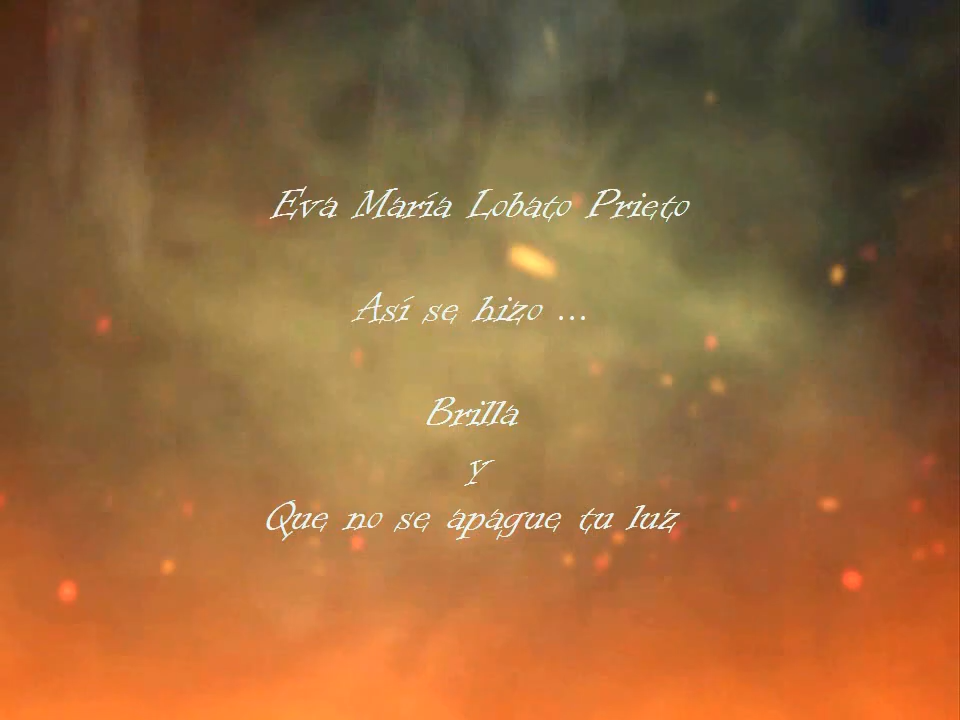 Eva María Lobato Prieto
Así se hizo ...
Brilla
y
Que no se apague tu luz